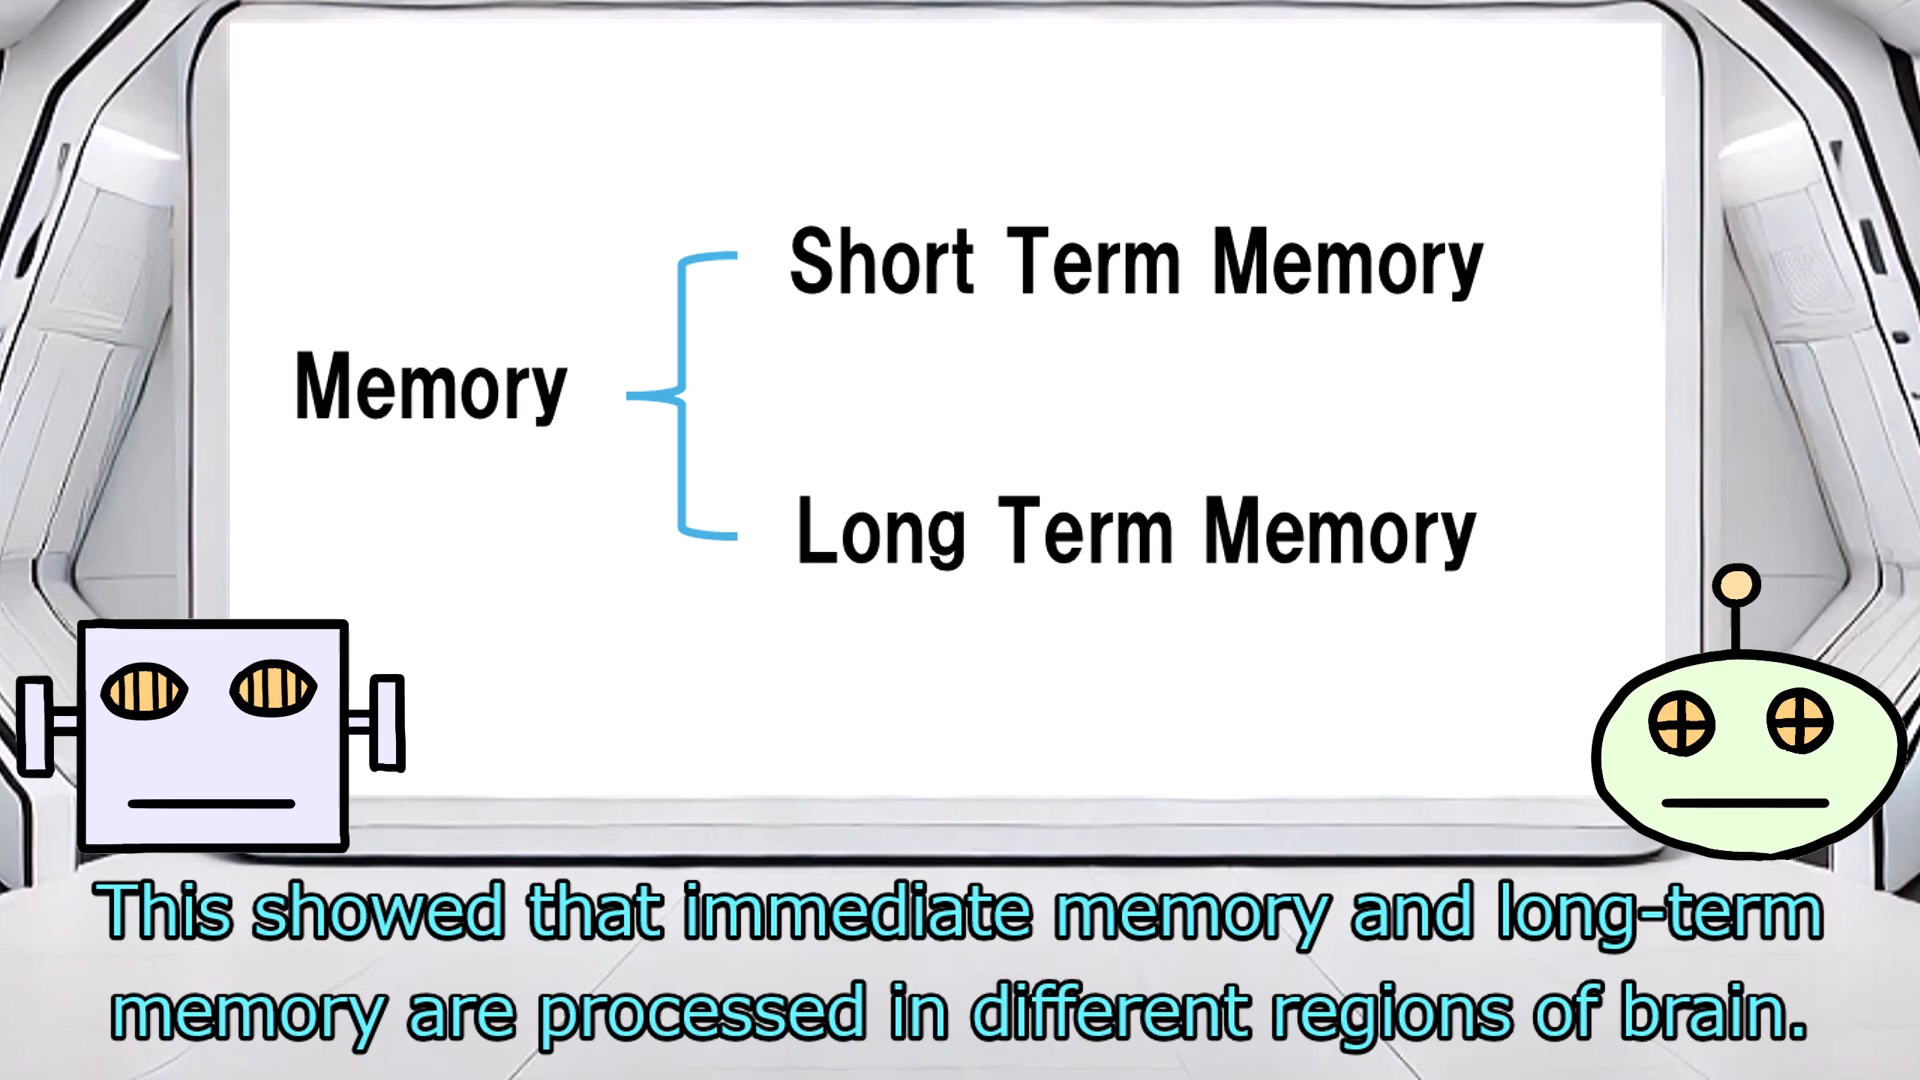 Short Term Memory
Memory
Long Term Memory
This showed that immediate memory and long-term
memory are processed in different regions of brain.